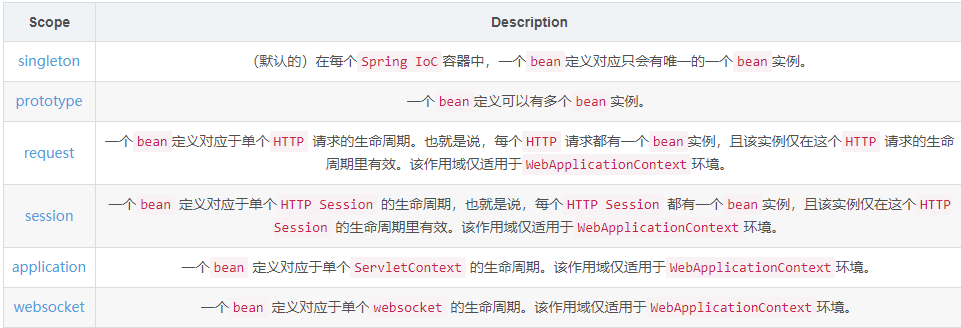 Scope Description
singleton （默认的）在每个 Spring IoC 容器中，一个 bean 定义对应只会有唯一的一个 bean 实例。
prototype 一个 bean 定义可以有多个 bean 实例。
request 一个 bean 定义对应于单个 HTTP 请求的生命周期。也就是说，每个 HTTP 请求都有一个 bean 实例，且该实例仅在这个 HTTP 请求的生命
周期里有效。该作用域仅适用于 WebApplicationContext 环境。
session 一个 bean 定义对应于单个 HTTP Session 的生命周期，也就是说，每个 HTTP Session 都有一个 bean 实例，且该实例仅在这个 HTTP
Session 的生命周期里有效。该作用域仅适用于 WebApplicationContext 环境。
application 一个 bean 定义对应于单个 ServletContext 的生命周期。该作用域仅适用于 WebApplicationContext 环境。
websocket 一个 bean 定义对应于单个 websocket 的生命周期。该作用域仅适用于 WebApplicationContext 环境。